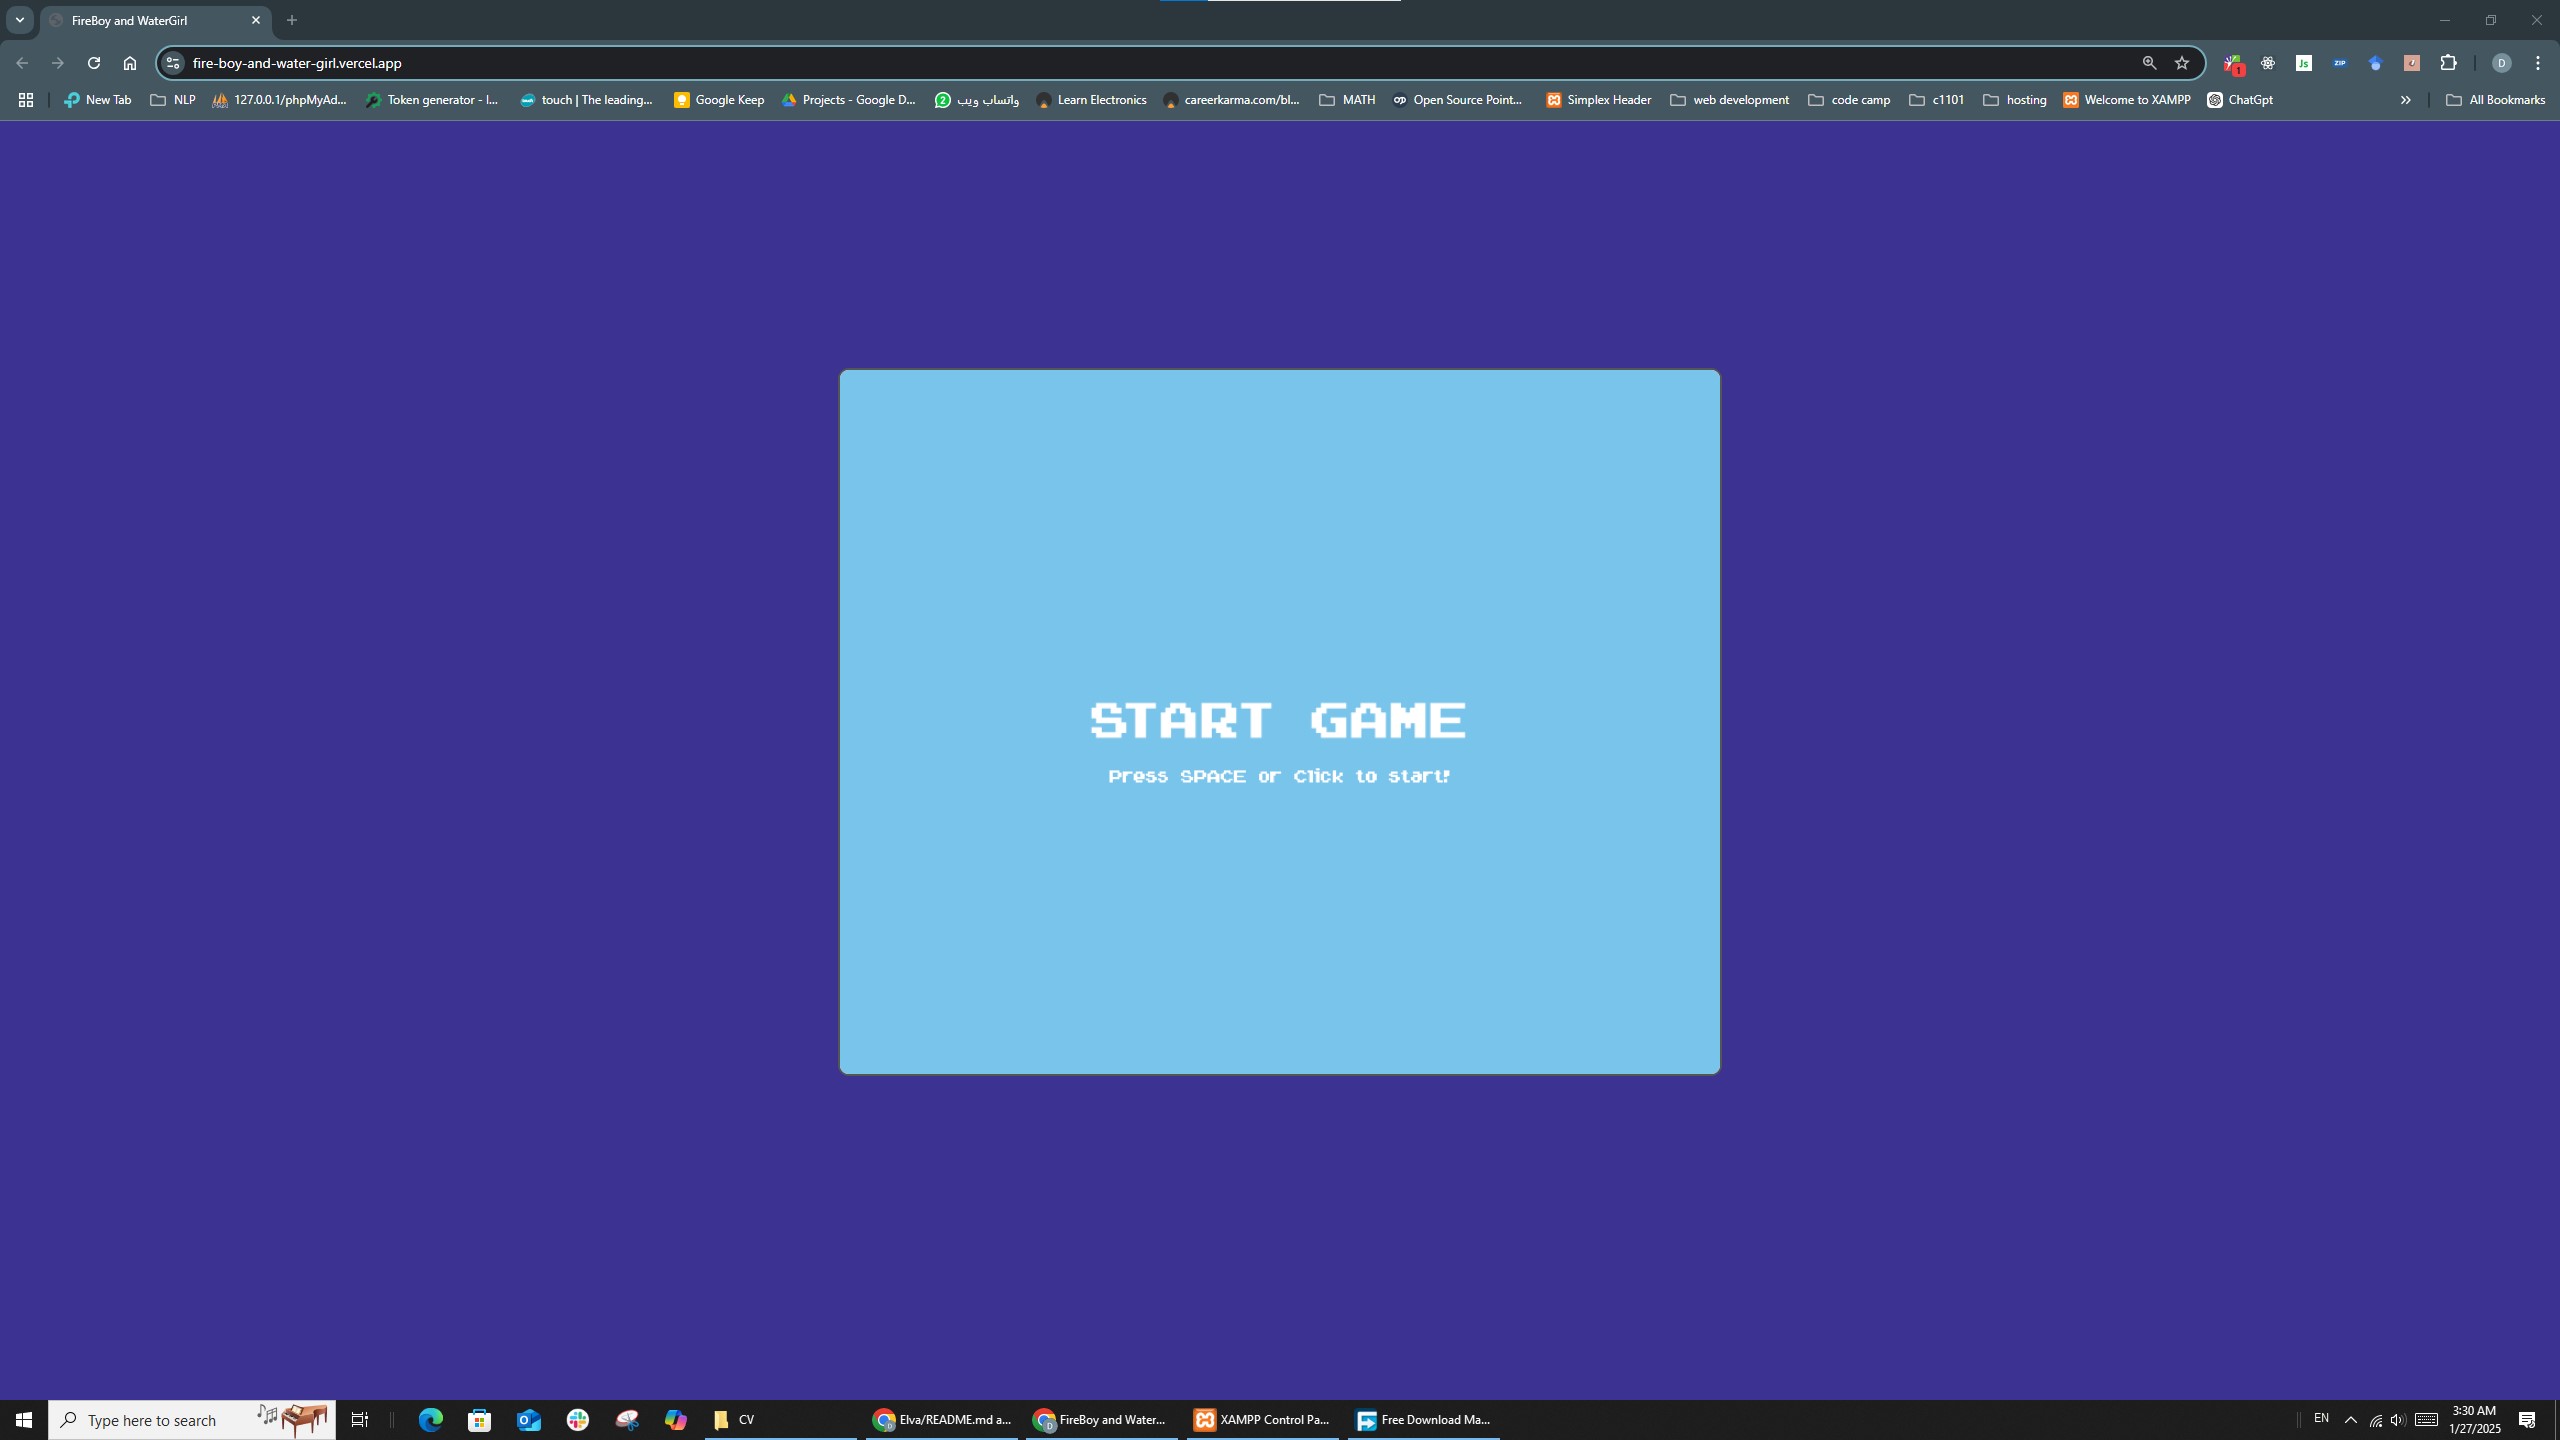 FireBoy and WaterGirl
fire-boy-and-water-girl.vercel.app
1
D
New Tab
NLP
127.0.0.1/phpMyAd...
Token generator - l...
touch | The leading...
Google Keep
Projects - Google D...
2
واتساب ويب
Learn Electronics
careerkarma.com/bl...
MATH
Open Source Point...
Simplex Header
web development
code camp
c1101
hosting
Welcome to XAMPP
ChatGpt
All Bookmarks
START GAME
Press SPACE or Click to start!
Type here to search
CV
Elva/README.md a...
FireBoy and Water...
XAMPP Control Pa...
Free Download Ma...
EN
3:30 AM
1/27/2025